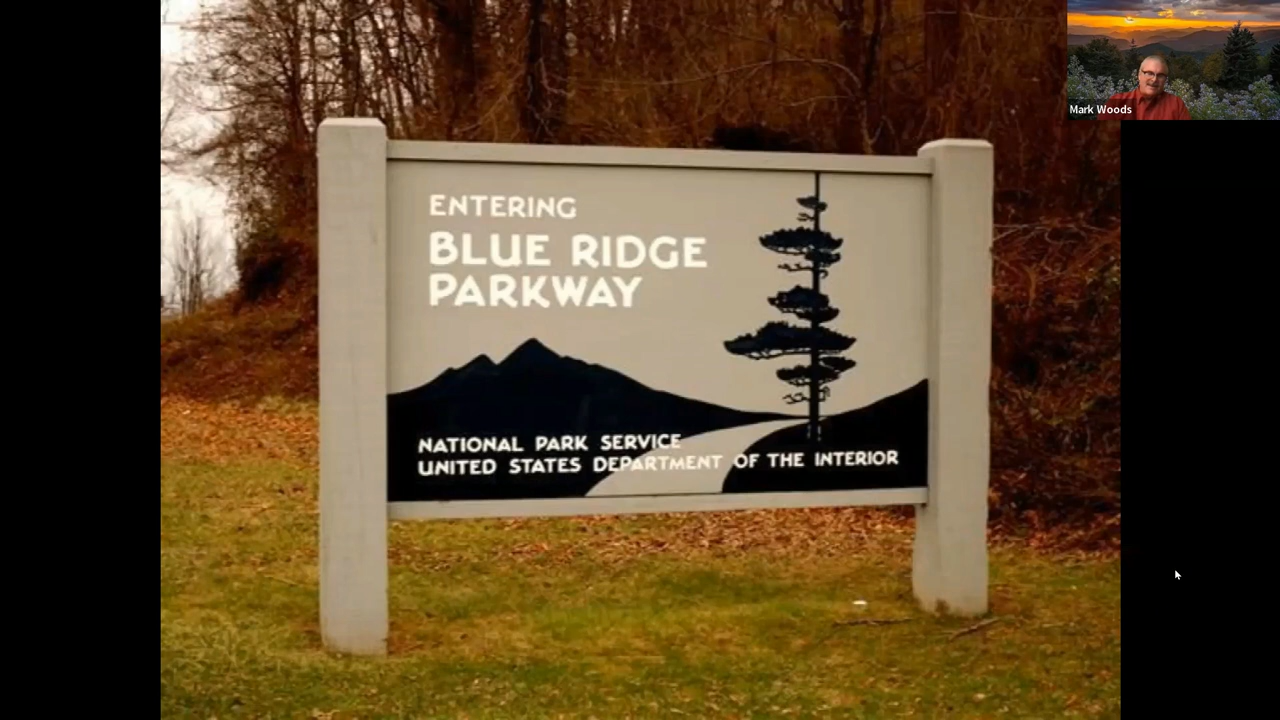 Mark Woods
ENTERING
BLUE RIDGE
PARKWAY
NATIONAL PARK SERVICE
UNITED STATES DEPARTMENT OF THE INTERIOR